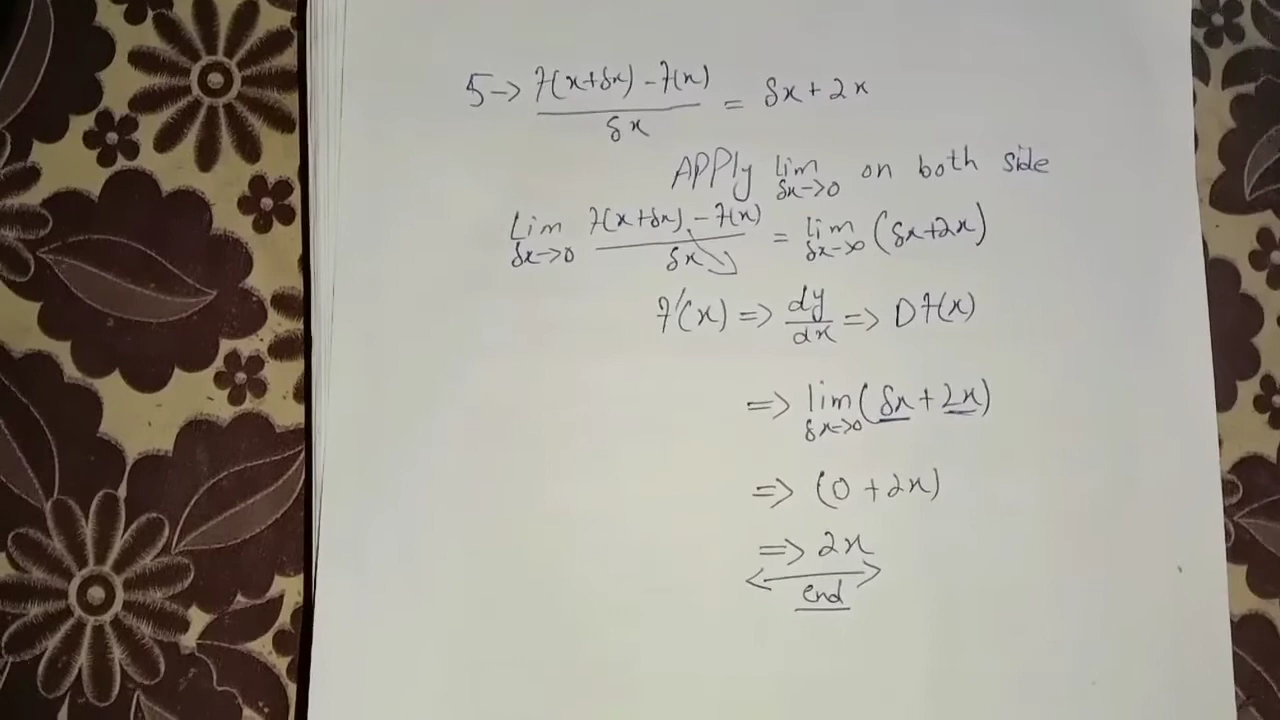 5→ f(x+δx) - f(x) / δx = δx + 2x
APPly lim δx→0 on both side
Lim δx→0 f(x+δx) - f(x) / δx = lim δx→0 (δx+2x)
f'(x) => dy/dx => Df(x)
=> lim δx→0 (δx + 2x)
=> (0 + 2x)
=> 2x
end